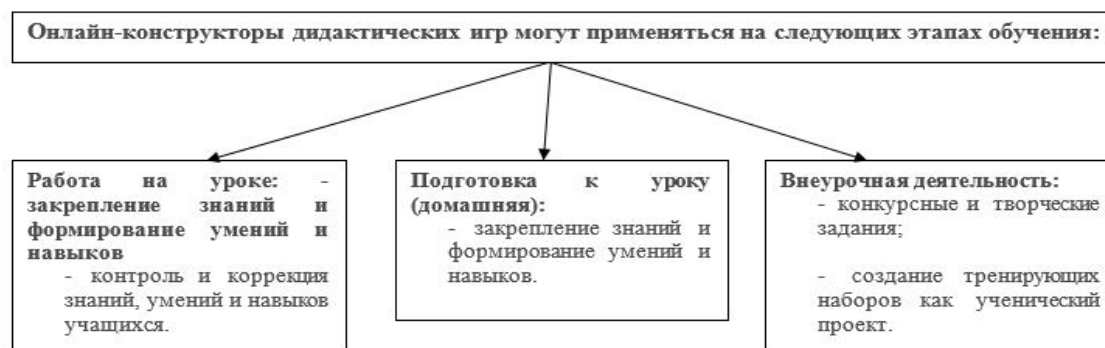 Онлайн-конструкторы дидактических игр могут применяться на следующих этапах обучения:
Работа на уроке: -
закрепление знаний и
формирование умений и
навыков
- контроль и коррекция
знаний, умений и навыков
учащихся.
Подготовка к уроку
(домашняя):
- закрепление знаний и
формирование умений и
навыков.
Внеурочная деятельность:
- конкурсные и творческие
задания;
- создание тренирующих
наборов как ученический
проект.